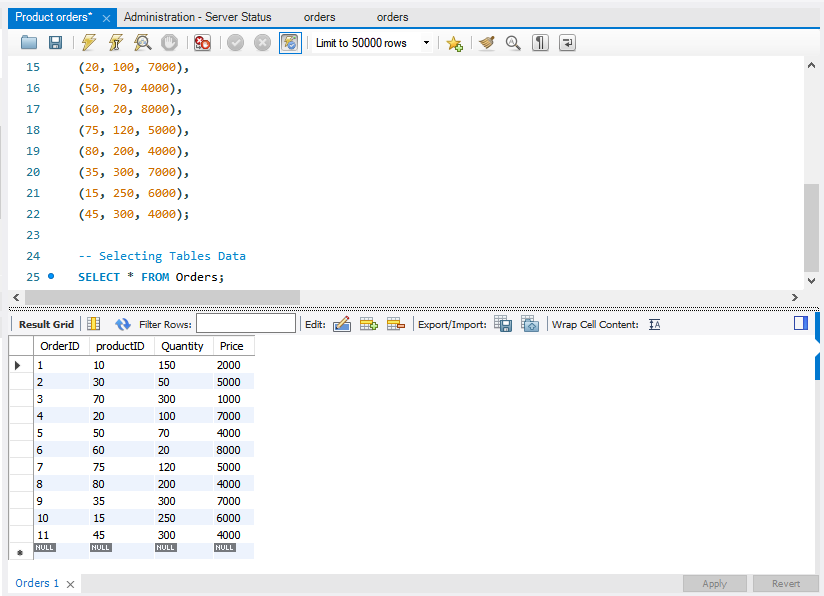 Product orders* Administration - Server Status orders orders
Limit to 50000 rows
15 (20, 100, 7000),
16 (50, 70, 4000),
17 (60, 20, 8000),
18 (75, 120, 5000),
19 (80, 200, 4000),
20 (35, 300, 7000),
21 (15, 250, 6000),
22 (45, 300, 4000);
23
24 -- Selecting Tables Data
25 SELECT * FROM Orders;
Result Grid Filter Rows: Edit: Export/Import: Wrap Cell Content:
OrderID productID Quantity Price
1 10 150 2000
2 30 50 5000
3 70 300 1000
4 20 100 7000
5 50 70 4000
6 60 20 8000
7 75 120 5000
8 80 200 4000
9 35 300 7000
10 15 250 6000
11 45 300 4000
NULL NULL NULL NULL
Orders 1 Apply Revert